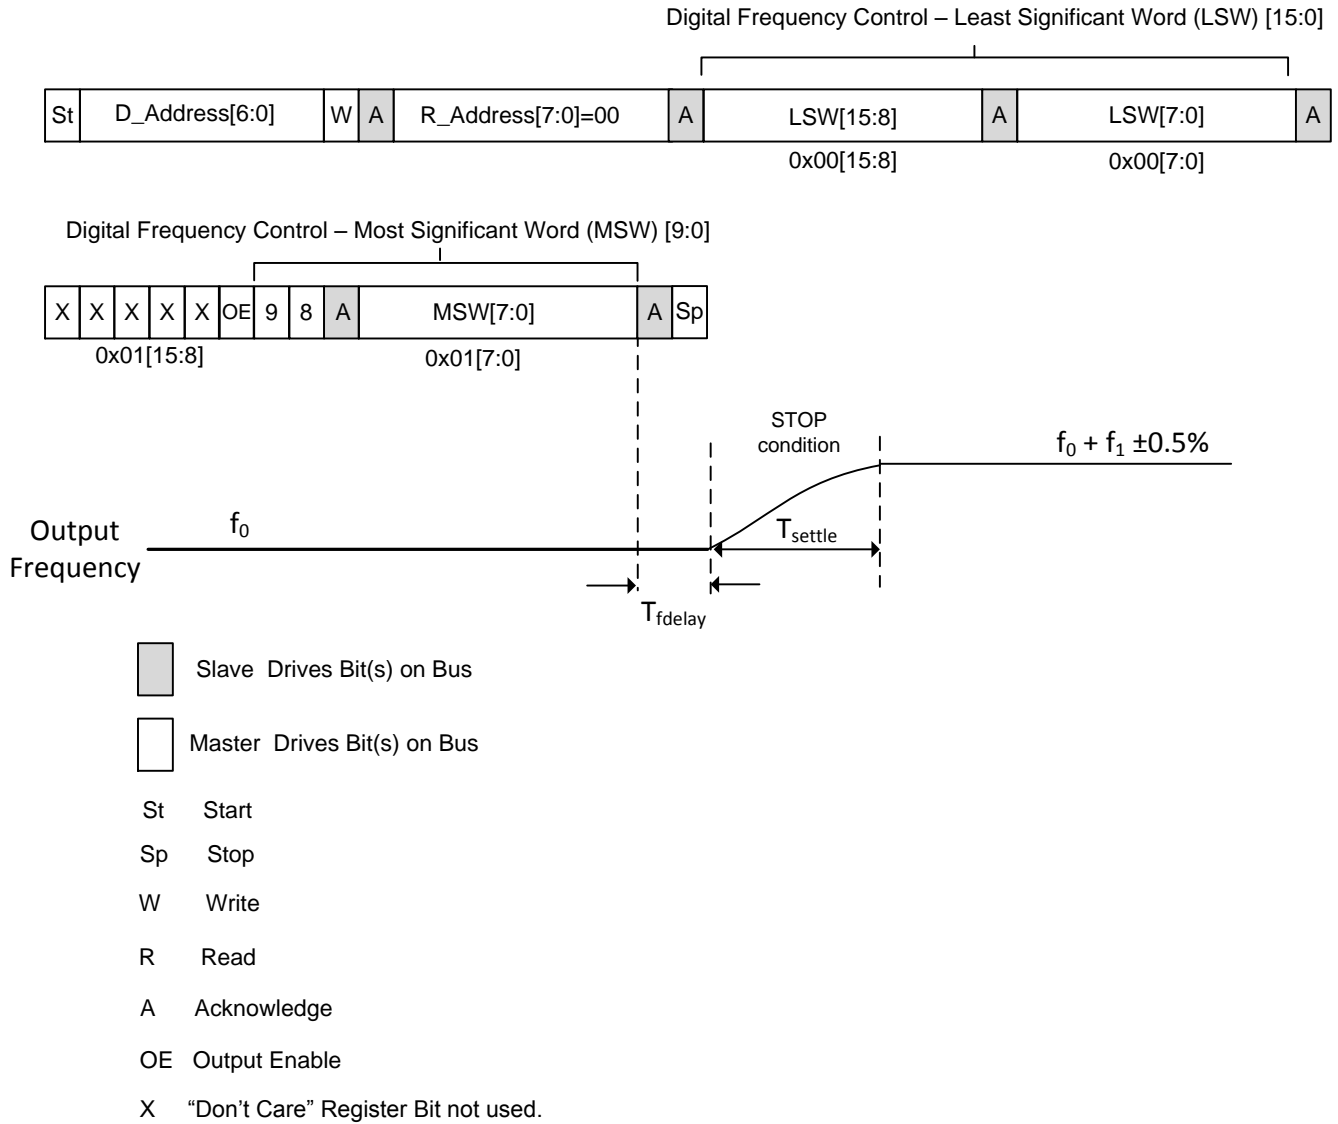 Digital Frequency Control – Least Significant Word (LSW) [15:0]
St D_Address[6:0] W A R_Address[7:0]=00 A LSW[15:8] A LSW[7:0] A
0x00[15:8] 0x00[7:0]
Digital Frequency Control – Most Significant Word (MSW) [9:0]
X X X X X OE 9 8 A MSW[7:0] A Sp
0x01[15:8] 0x01[7:0]
STOP
condition
f0 + f1 ±0.5%
Output
Frequency
f0
Tsettle
Tfdelay
Slave Drives Bit(s) on Bus
Master Drives Bit(s) on Bus
St Start
Sp Stop
W Write
R Read
A Acknowledge
OE Output Enable
X “Don’t Care” Register Bit not used.